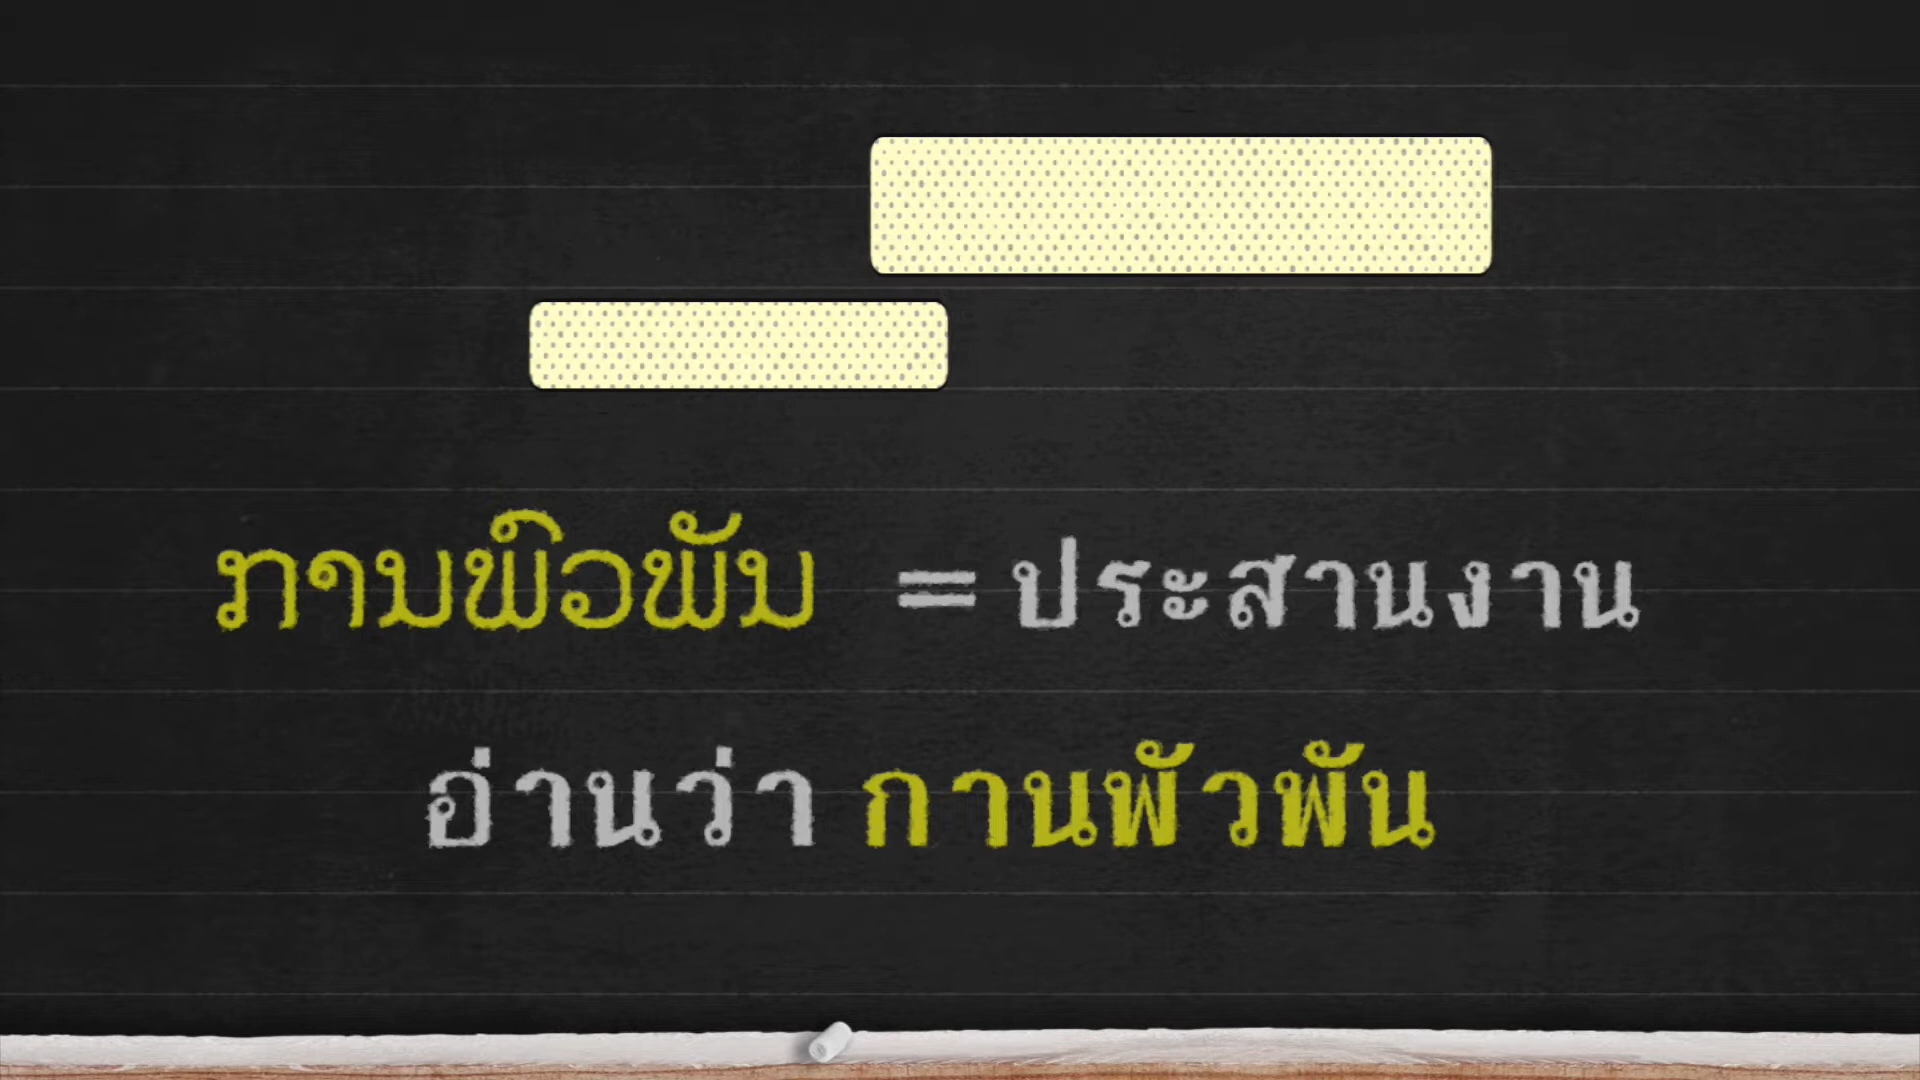 ການພົວພັນ = ประสานงาน
อ่านว่า กานพัวพัน